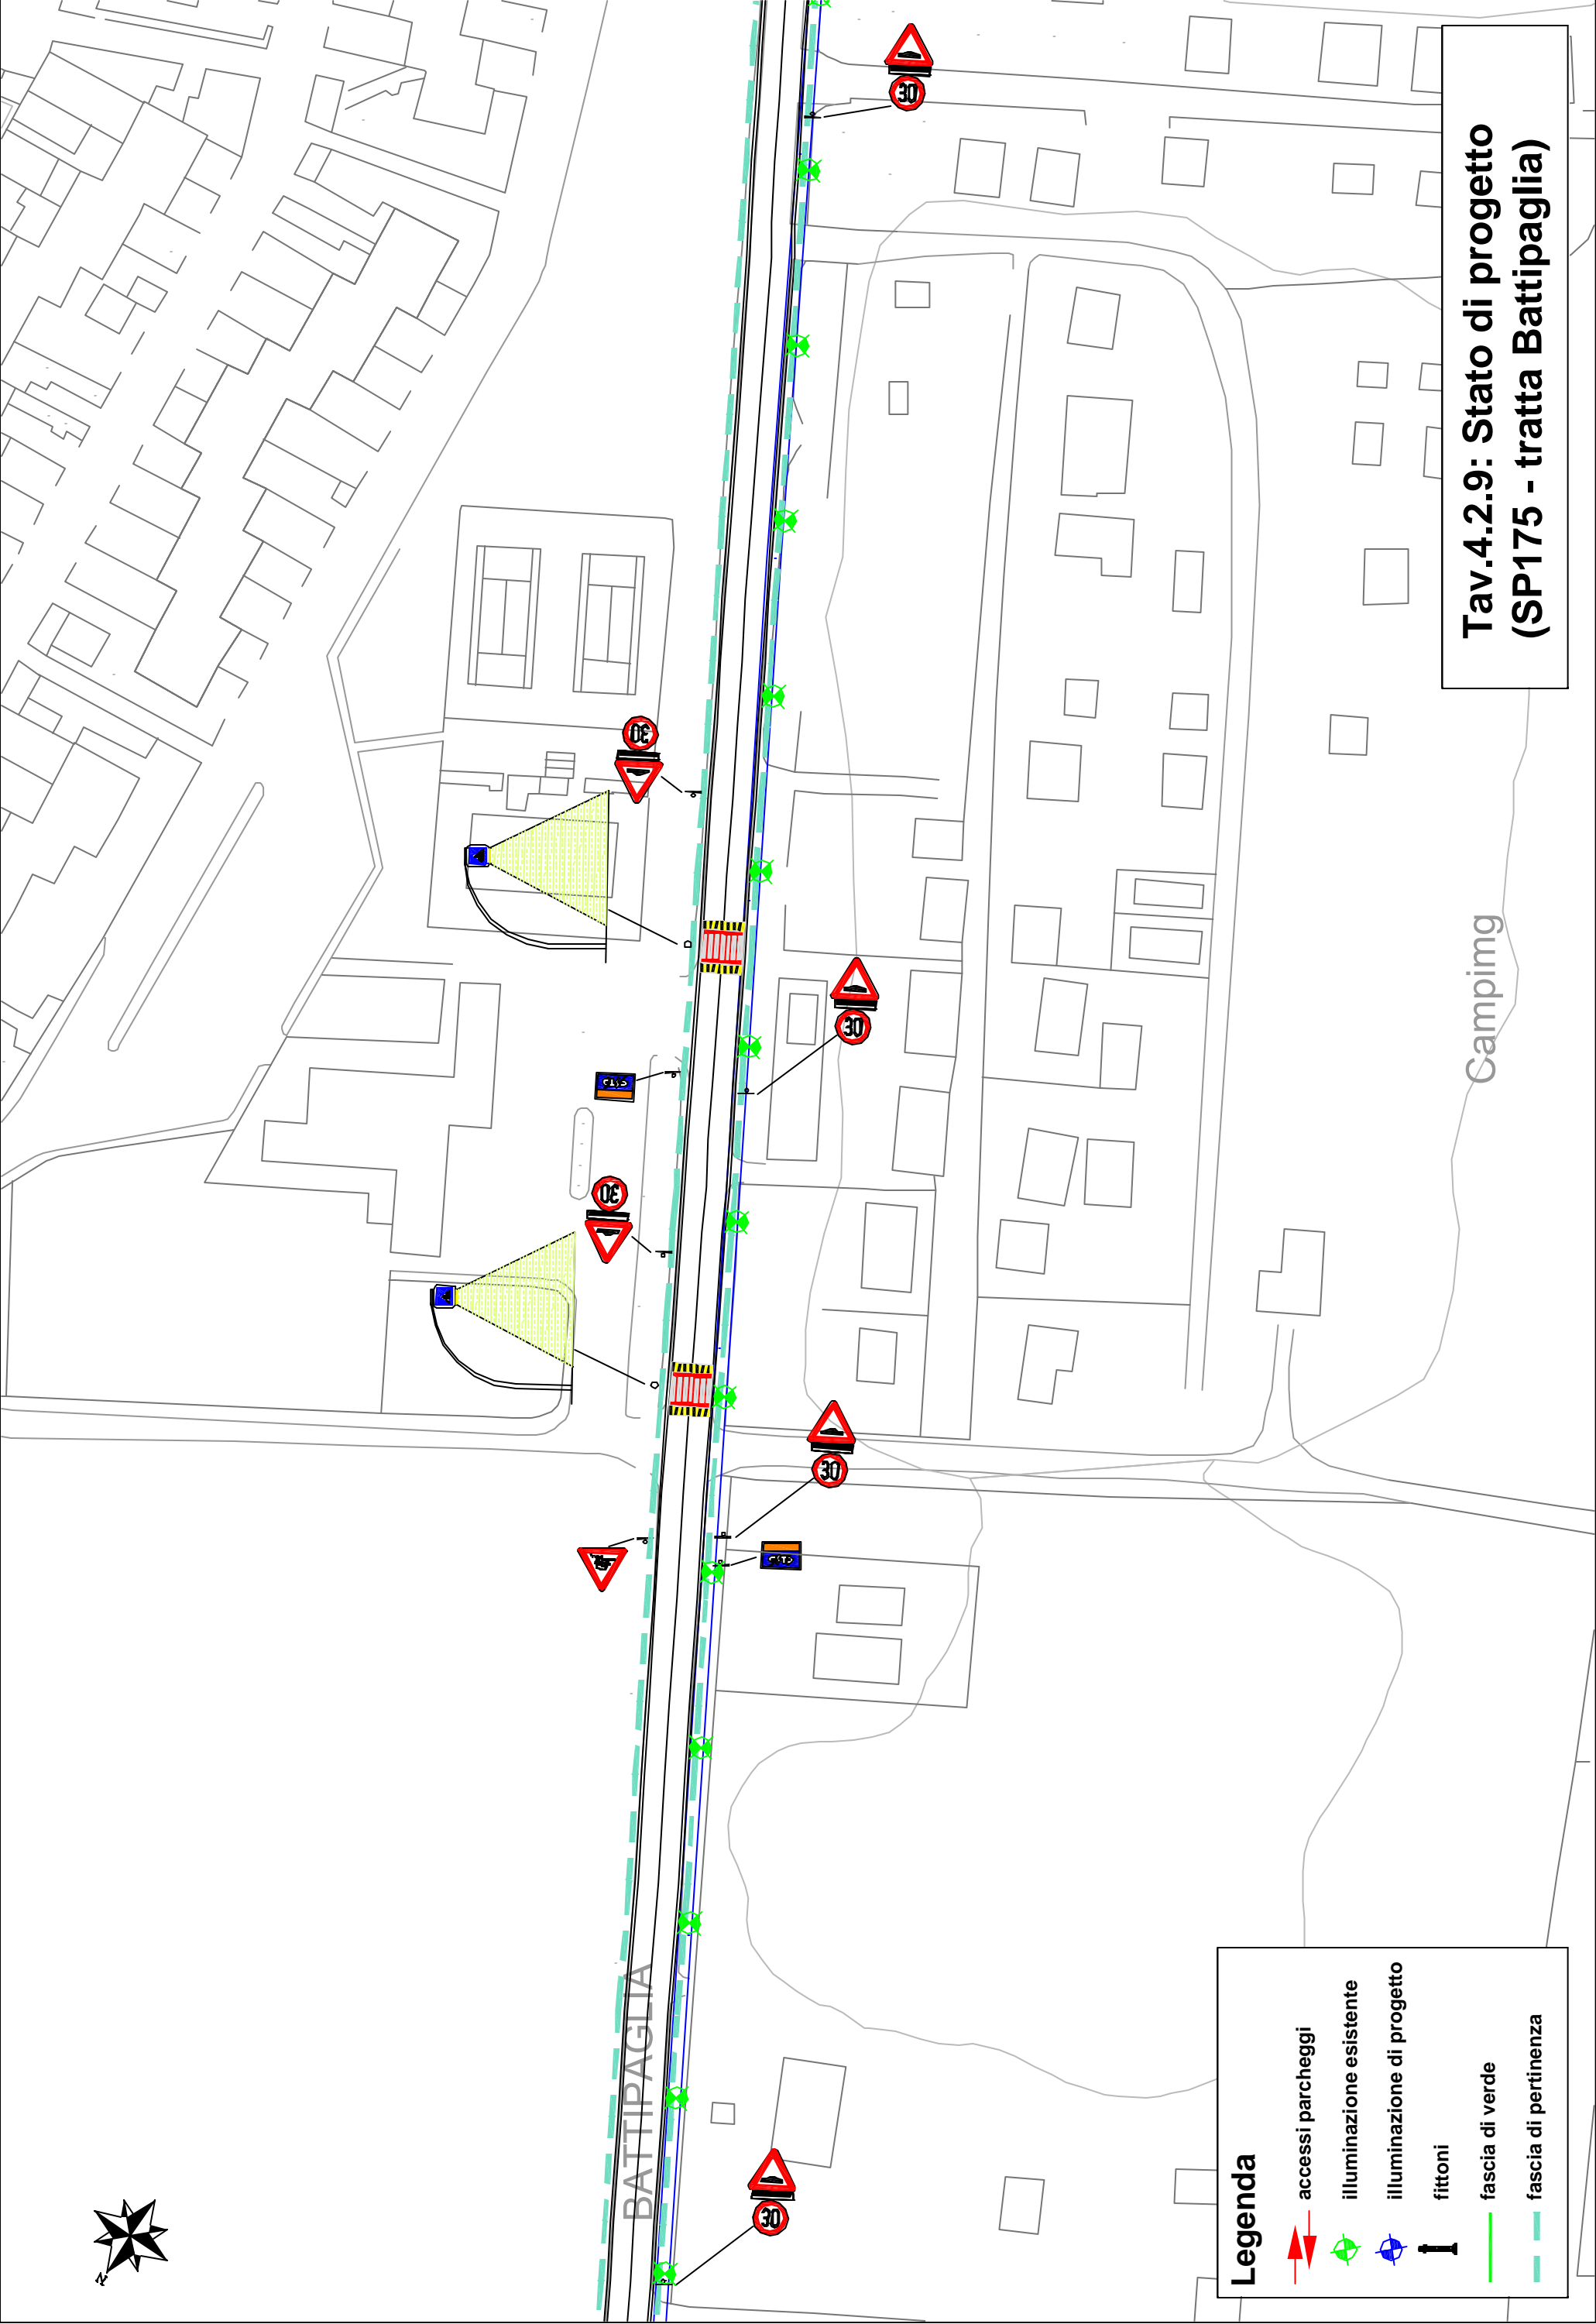 Tav.4.2.9: Stato di progetto
(SP175 - tratta Battipaglia)
30
30
30
30
30
30
Campimg
BATTIPAGLIA
N
Legenda
accessi parcheggi
illuminazione esistente
illuminazione di progetto
fittoni
fascia di verde
fascia di pertinenza